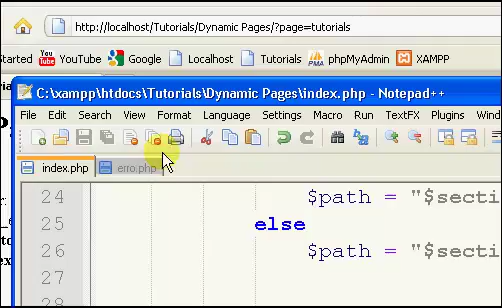 http://localhost/Tutorials/Dynamic Pages/?page=tutorials
ted YouTube Google Localhost Tutorials phpMyAdmin XAMPP
C:\xampp\htdocs\Tutorials\Dynamic Pages\index.php - Notepad++
File Edit Search View Format Language Settings Macro Run TextFX Plugins Window
index.php erro.php
24 $path = "$secti
25 else
26 $path = "$secti
27
28